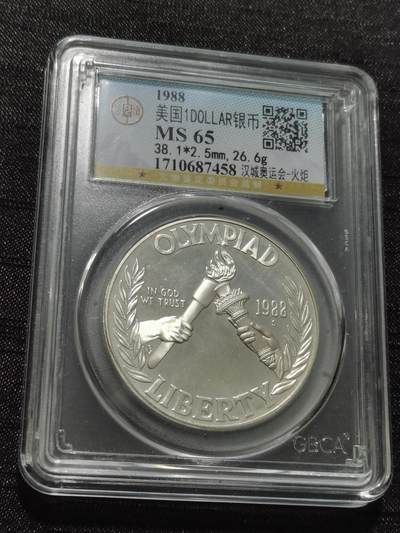 1988
美国1DOLLAR银币
MS 65
38.1*2.5mm,26.6g
1710687458 汉城奥运会-火炬
OLYMPIAD
IN GOD
WE TRUST
1988
S
LIBERTY
GBCA